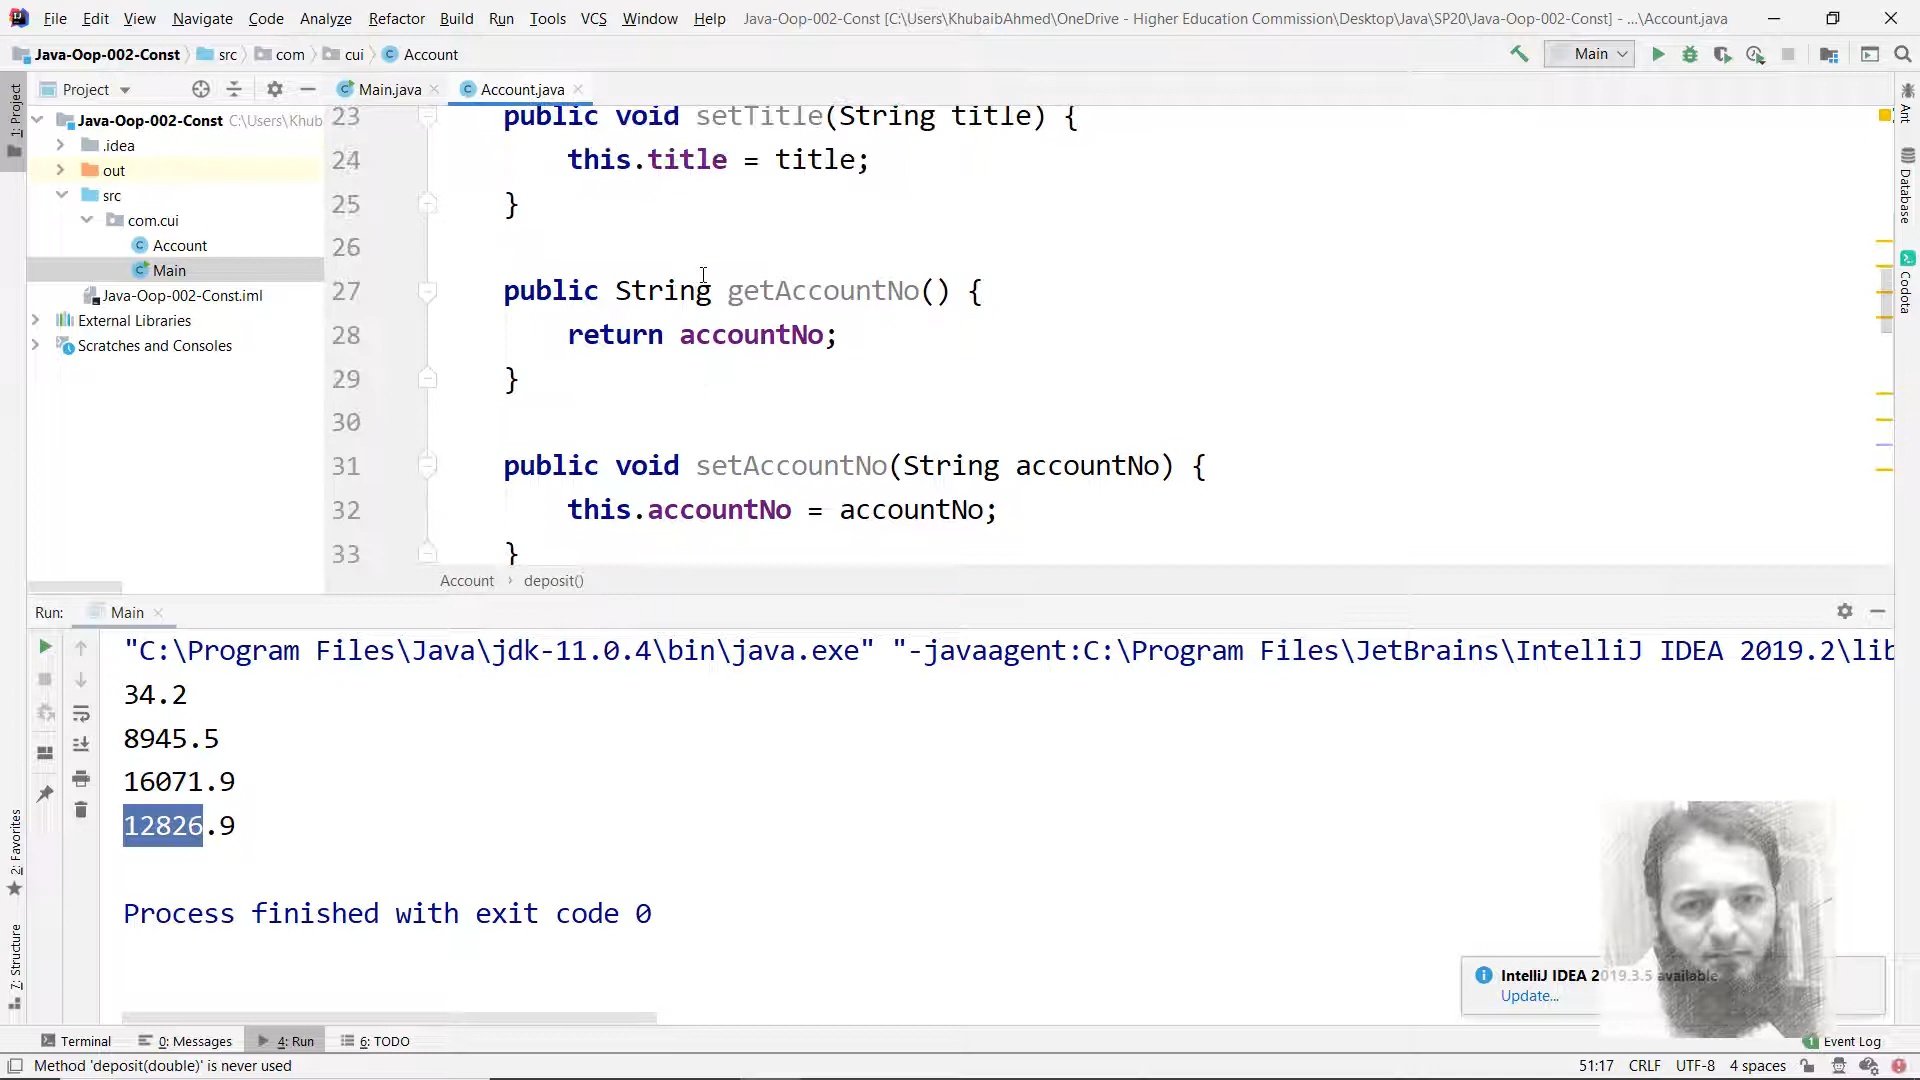 File Edit View Navigate Code Analyze Refactor Build Run Tools VCS Window Help Java-Oop-002-Const [C:\Users\KhubaibAhmed\OneDrive - Higher Education Commission\Desktop\Java\SP20\Java-Oop-002-Const] - ...\Account.java
Java-Oop-002-Const src com cui Account Main
Project Main.java Account.java
1: Project
Java-Oop-002-Const C:\Users\Khub
.idea
out
src
com.cui
Account
Main
Java-Oop-002-Const.iml
External Libraries
Scratches and Consoles
23 public void setTitle(String title) {
24 this.title = title;
25 }
26
27 public String getAccountNo() {
28 return accountNo;
29 }
30
31 public void setAccountNo(String accountNo) {
32 this.accountNo = accountNo;
33 }
Account › deposit()
Ant
Database
Codota
Run: Main
"C:\Program Files\Java\jdk-11.0.4\bin\java.exe" "-javaagent:C:\Program Files\JetBrains\IntelliJ IDEA 2019.2\lib
34.2
8945.5
16071.9
12826.9
Process finished with exit code 0
2: Favorites
7: Structure
IntelliJ IDEA 2019.3.5 available
Update...
Terminal 0: Messages 4: Run 6: TODO 1 Event Log
Method 'deposit(double)' is never used 51:17 CRLF UTF-8 4 spaces